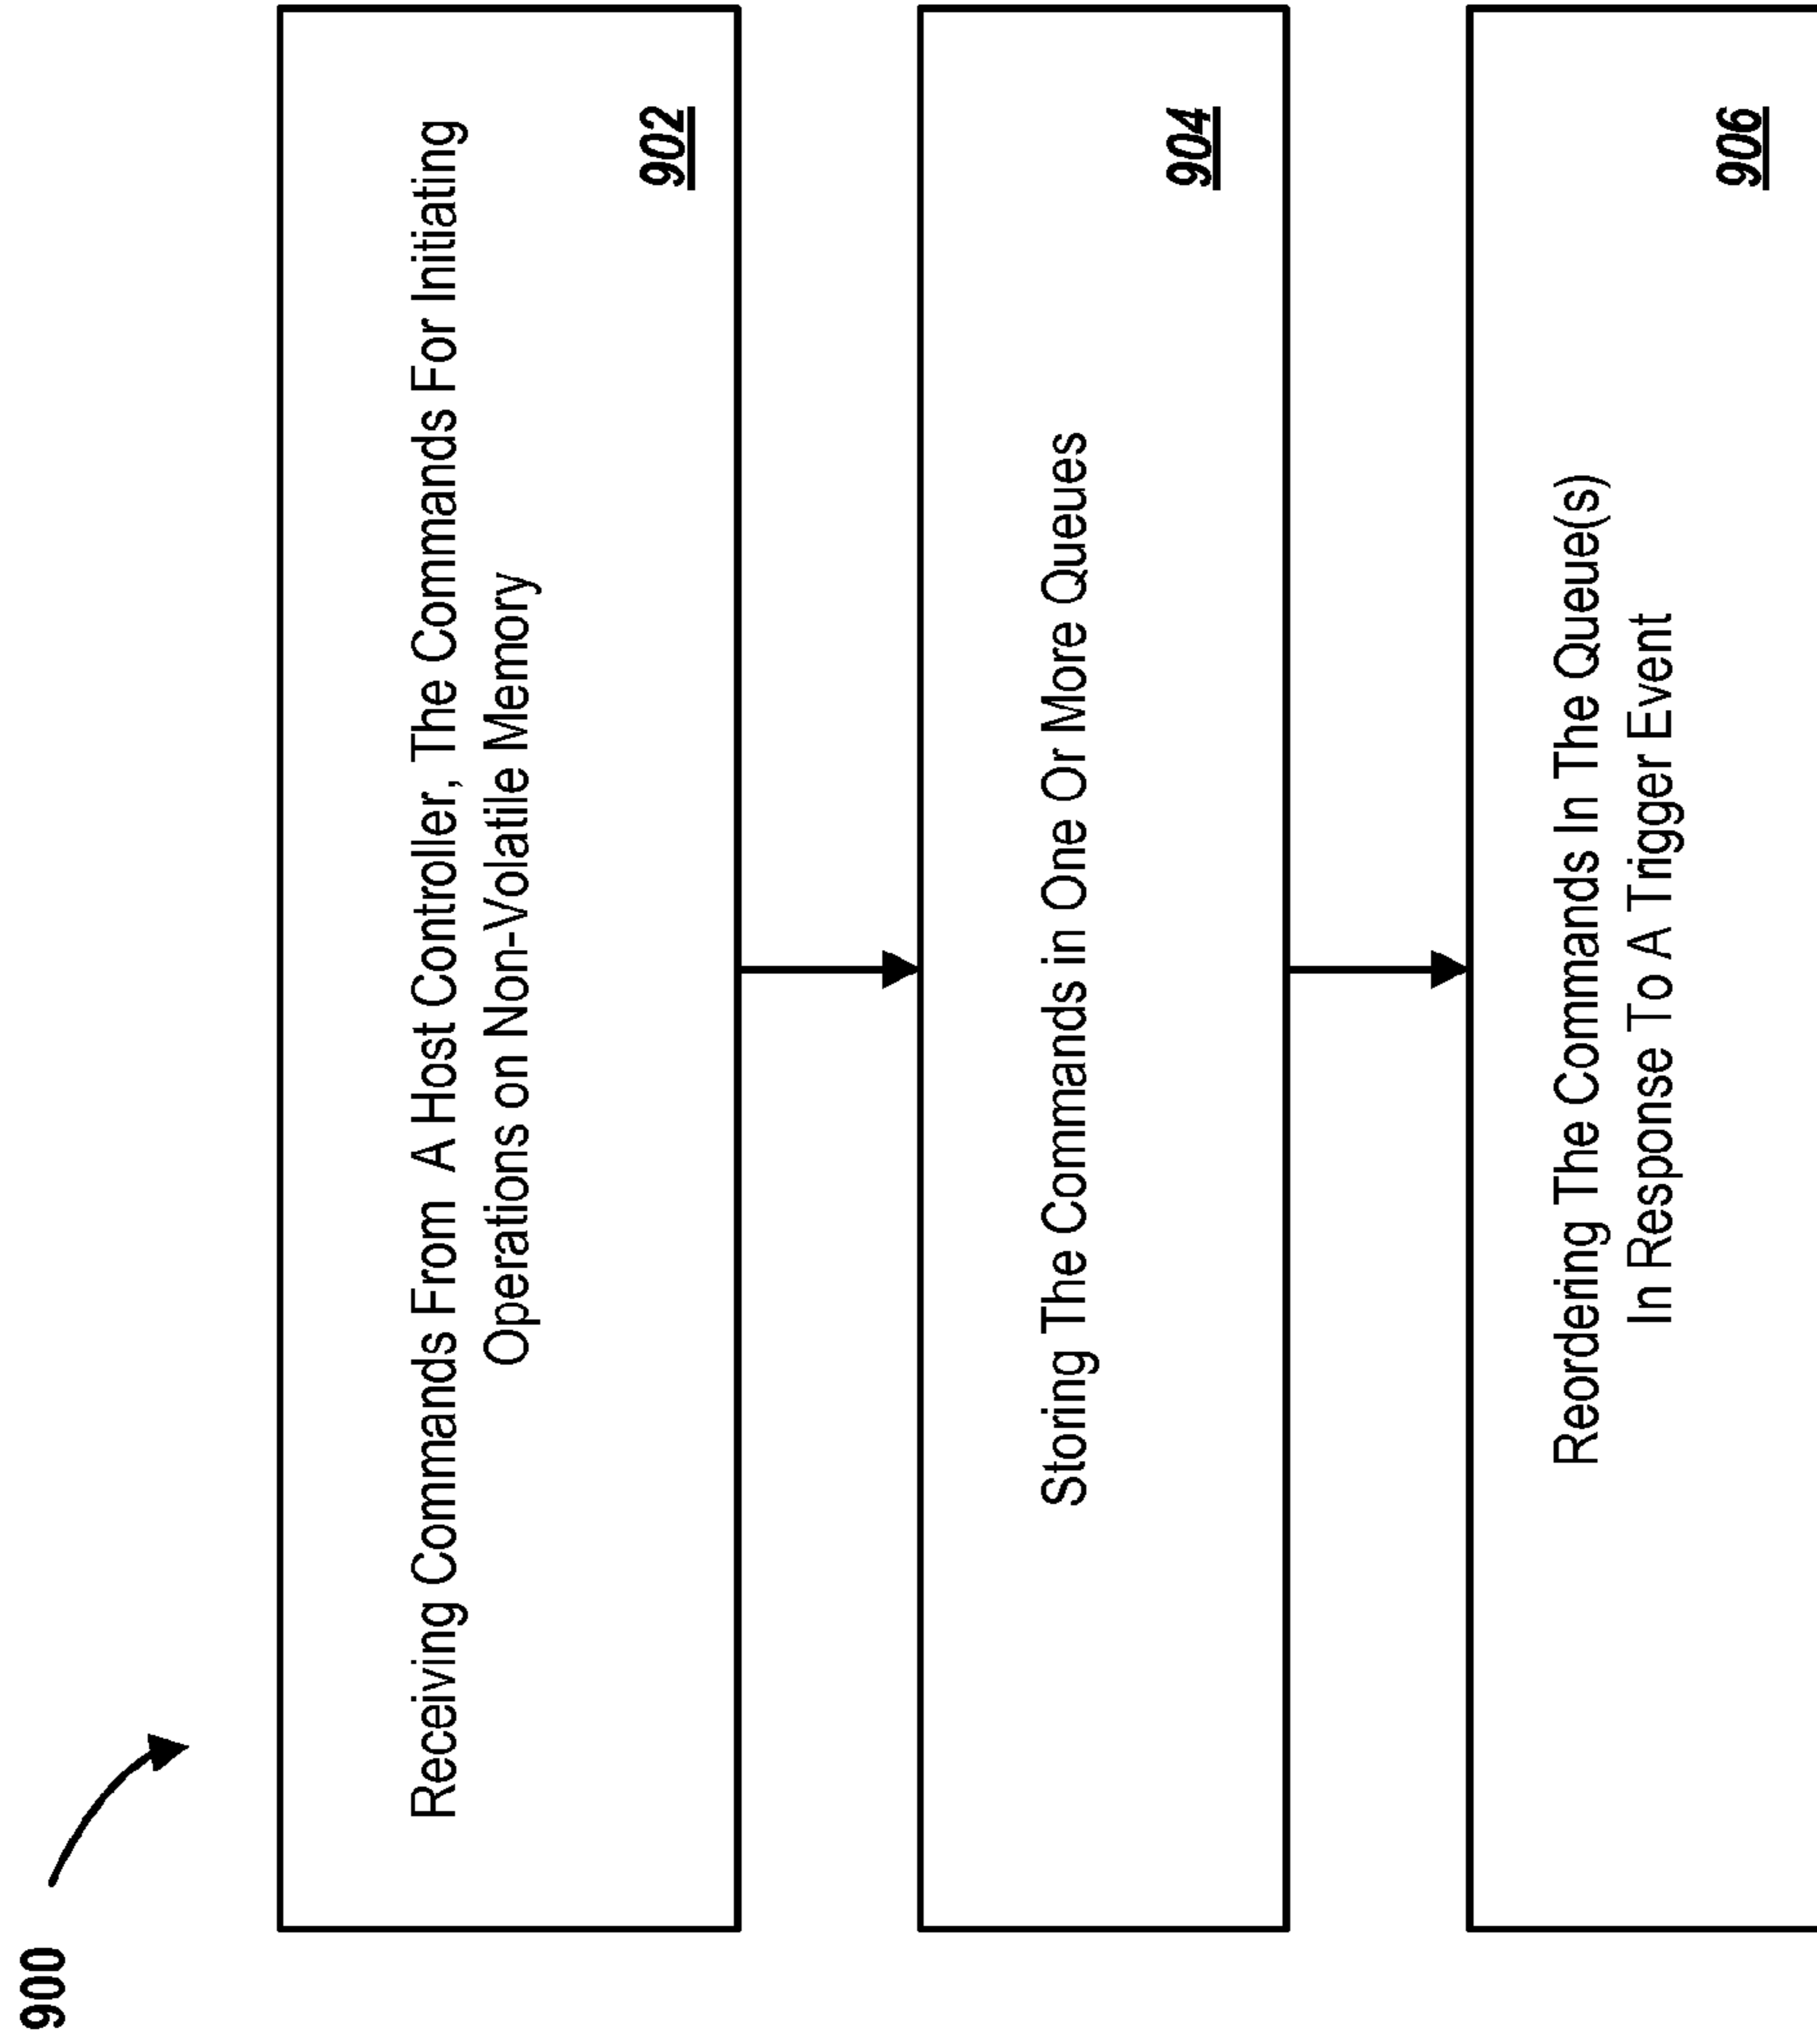 900
Receiving Commands From A Host Controller, The Commands For Initiating
Operations on Non-Volatile Memory
902
Storing The Commands in One Or More Queues
904
Reordering The Commands In The Queue(s)
In Response To A Trigger Event
906